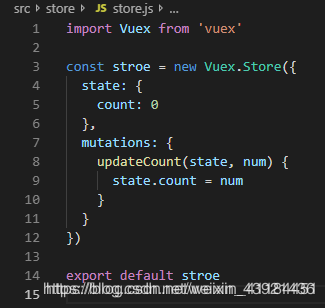 src > store > JS store.js > ...
1 import Vuex from 'vuex'
2
3 const stroe = new Vuex.Store({
4 state: {
5 count: 0
6 },
7 mutations: {
8 updateCount(state, num) {
9 state.count = num
10 }
11 }
12 })
13
14 export default stroe
15
https://blog.csdn.net/weixin_